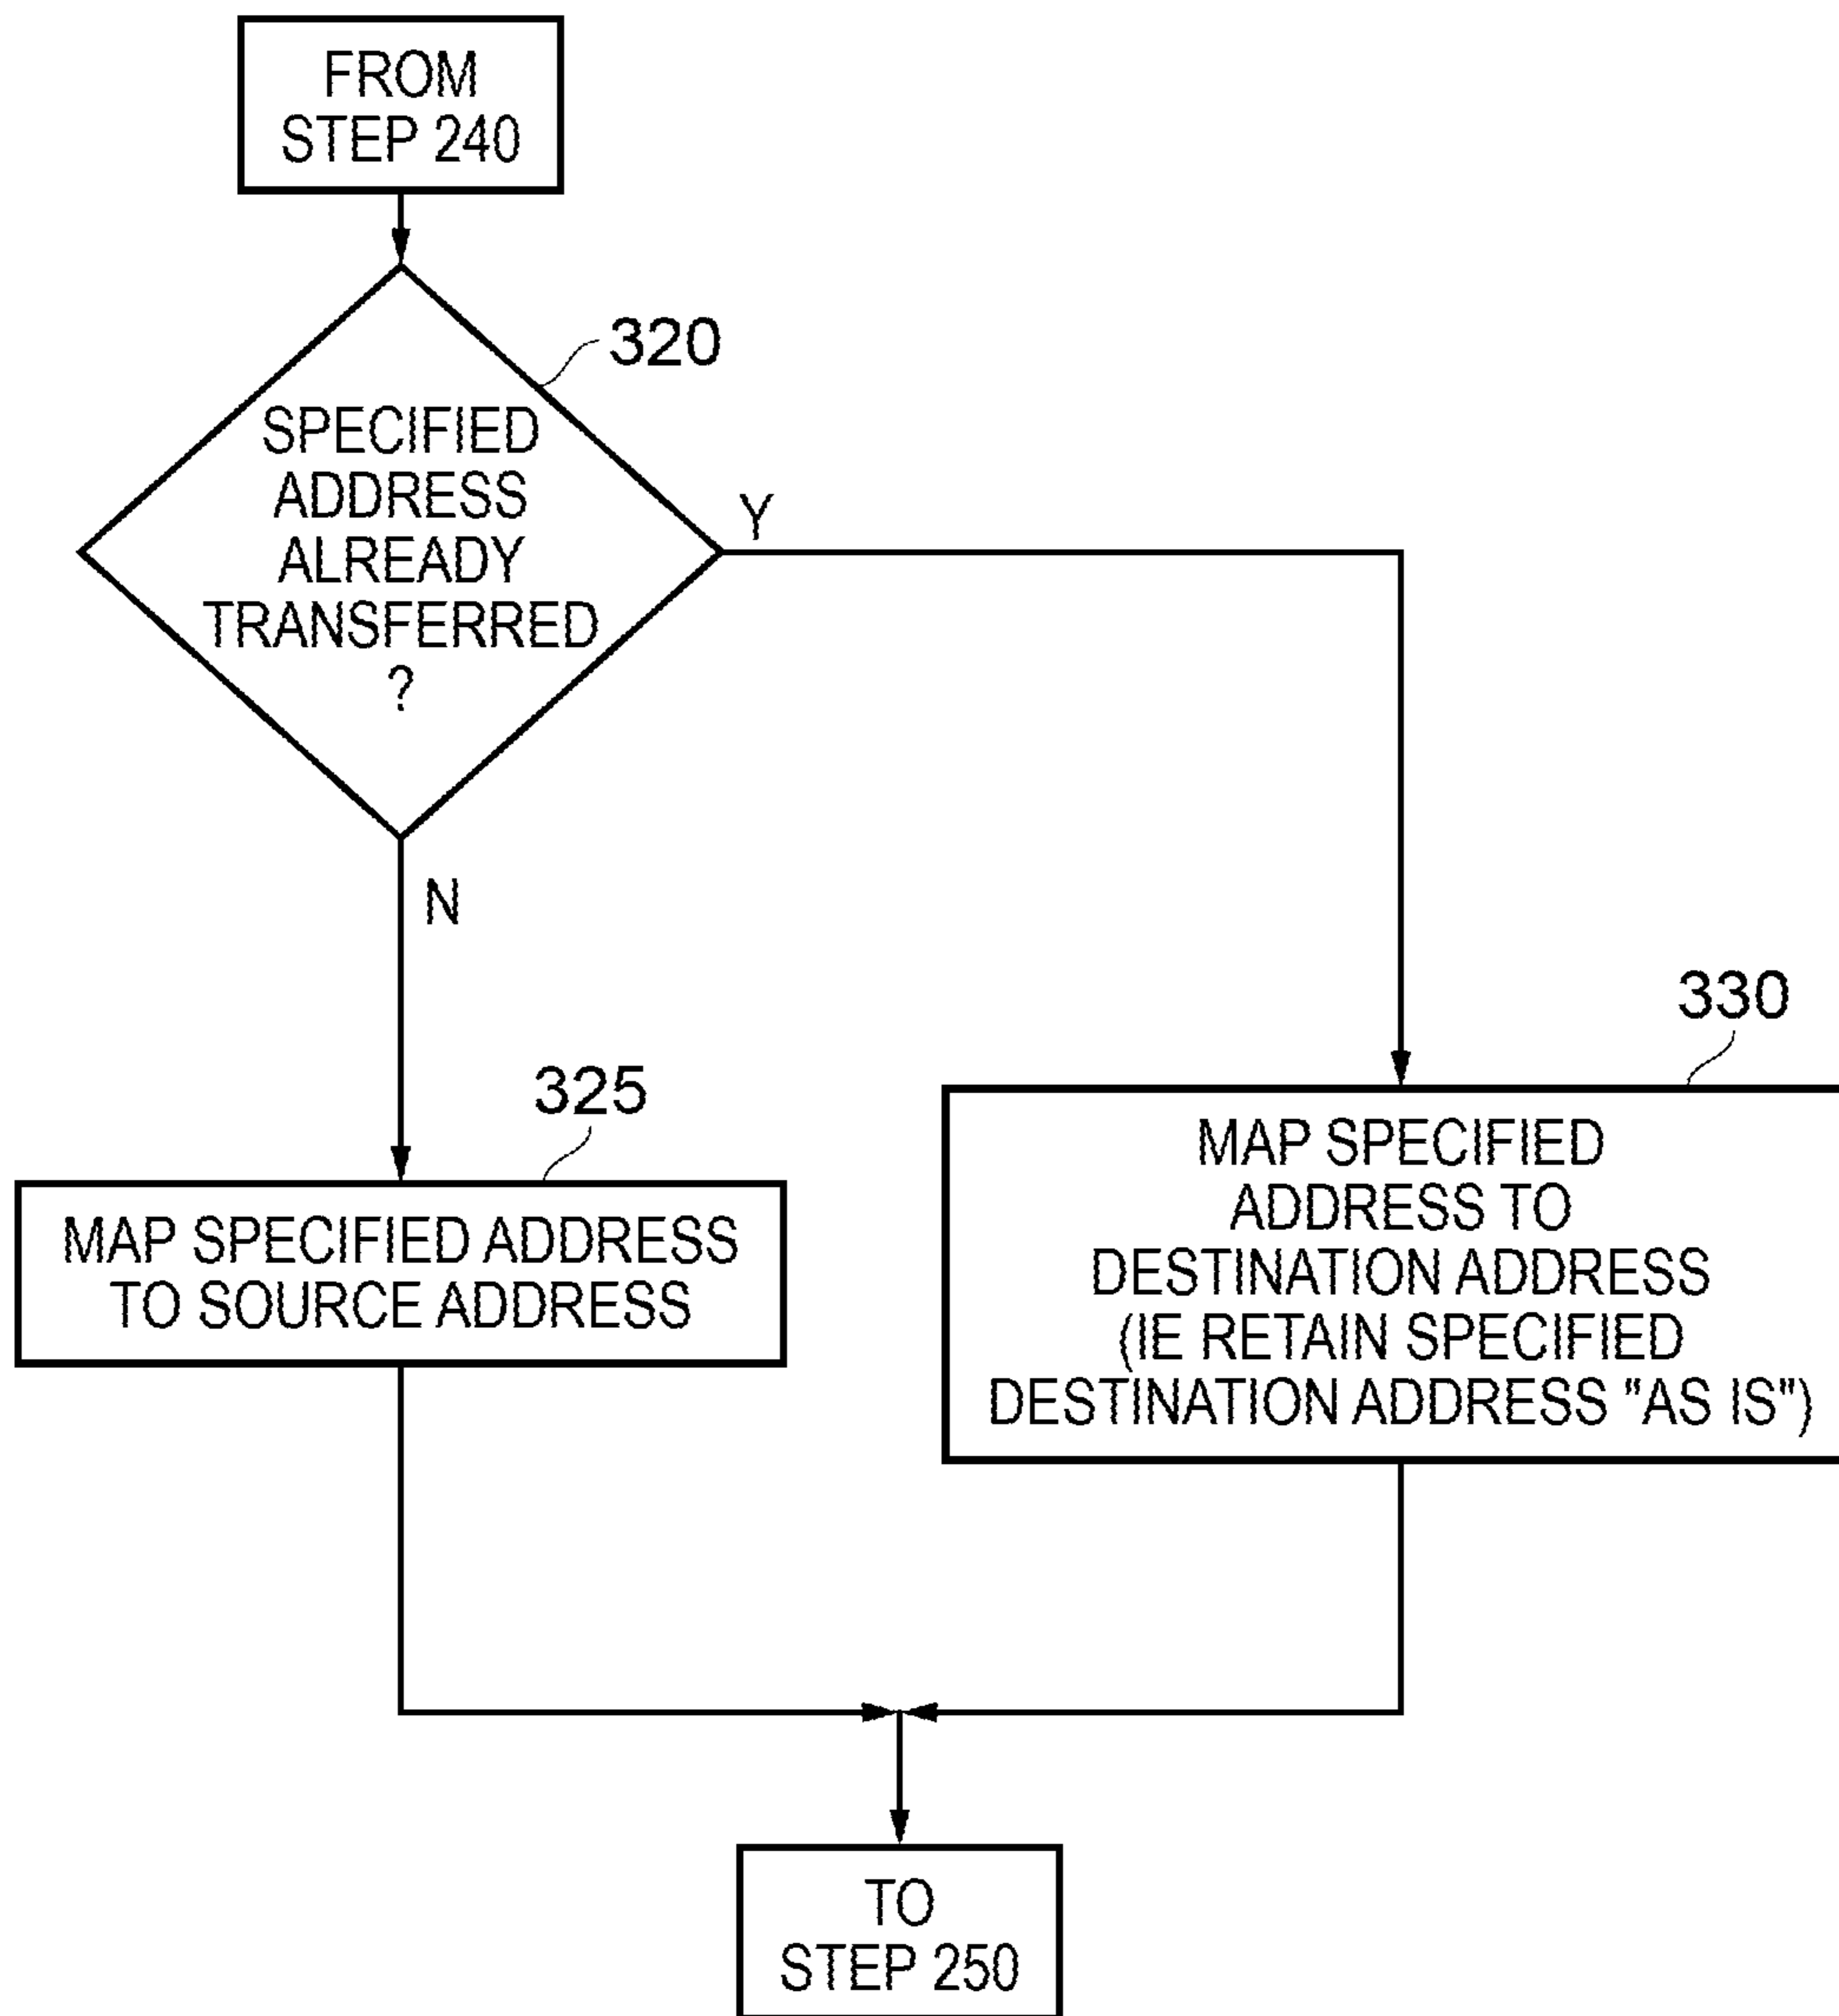 FROM
STEP 240
320
SPECIFIED
ADDRESS
ALREADY
TRANSFERRED
?
Y
N
330
325
MAP SPECIFIED
ADDRESS TO
DESTINATION ADDRESS
(IE RETAIN SPECIFIED
DESTINATION ADDRESS "AS IS")
MAP SPECIFIED ADDRESS
TO SOURCE ADDRESS
TO
STEP 250